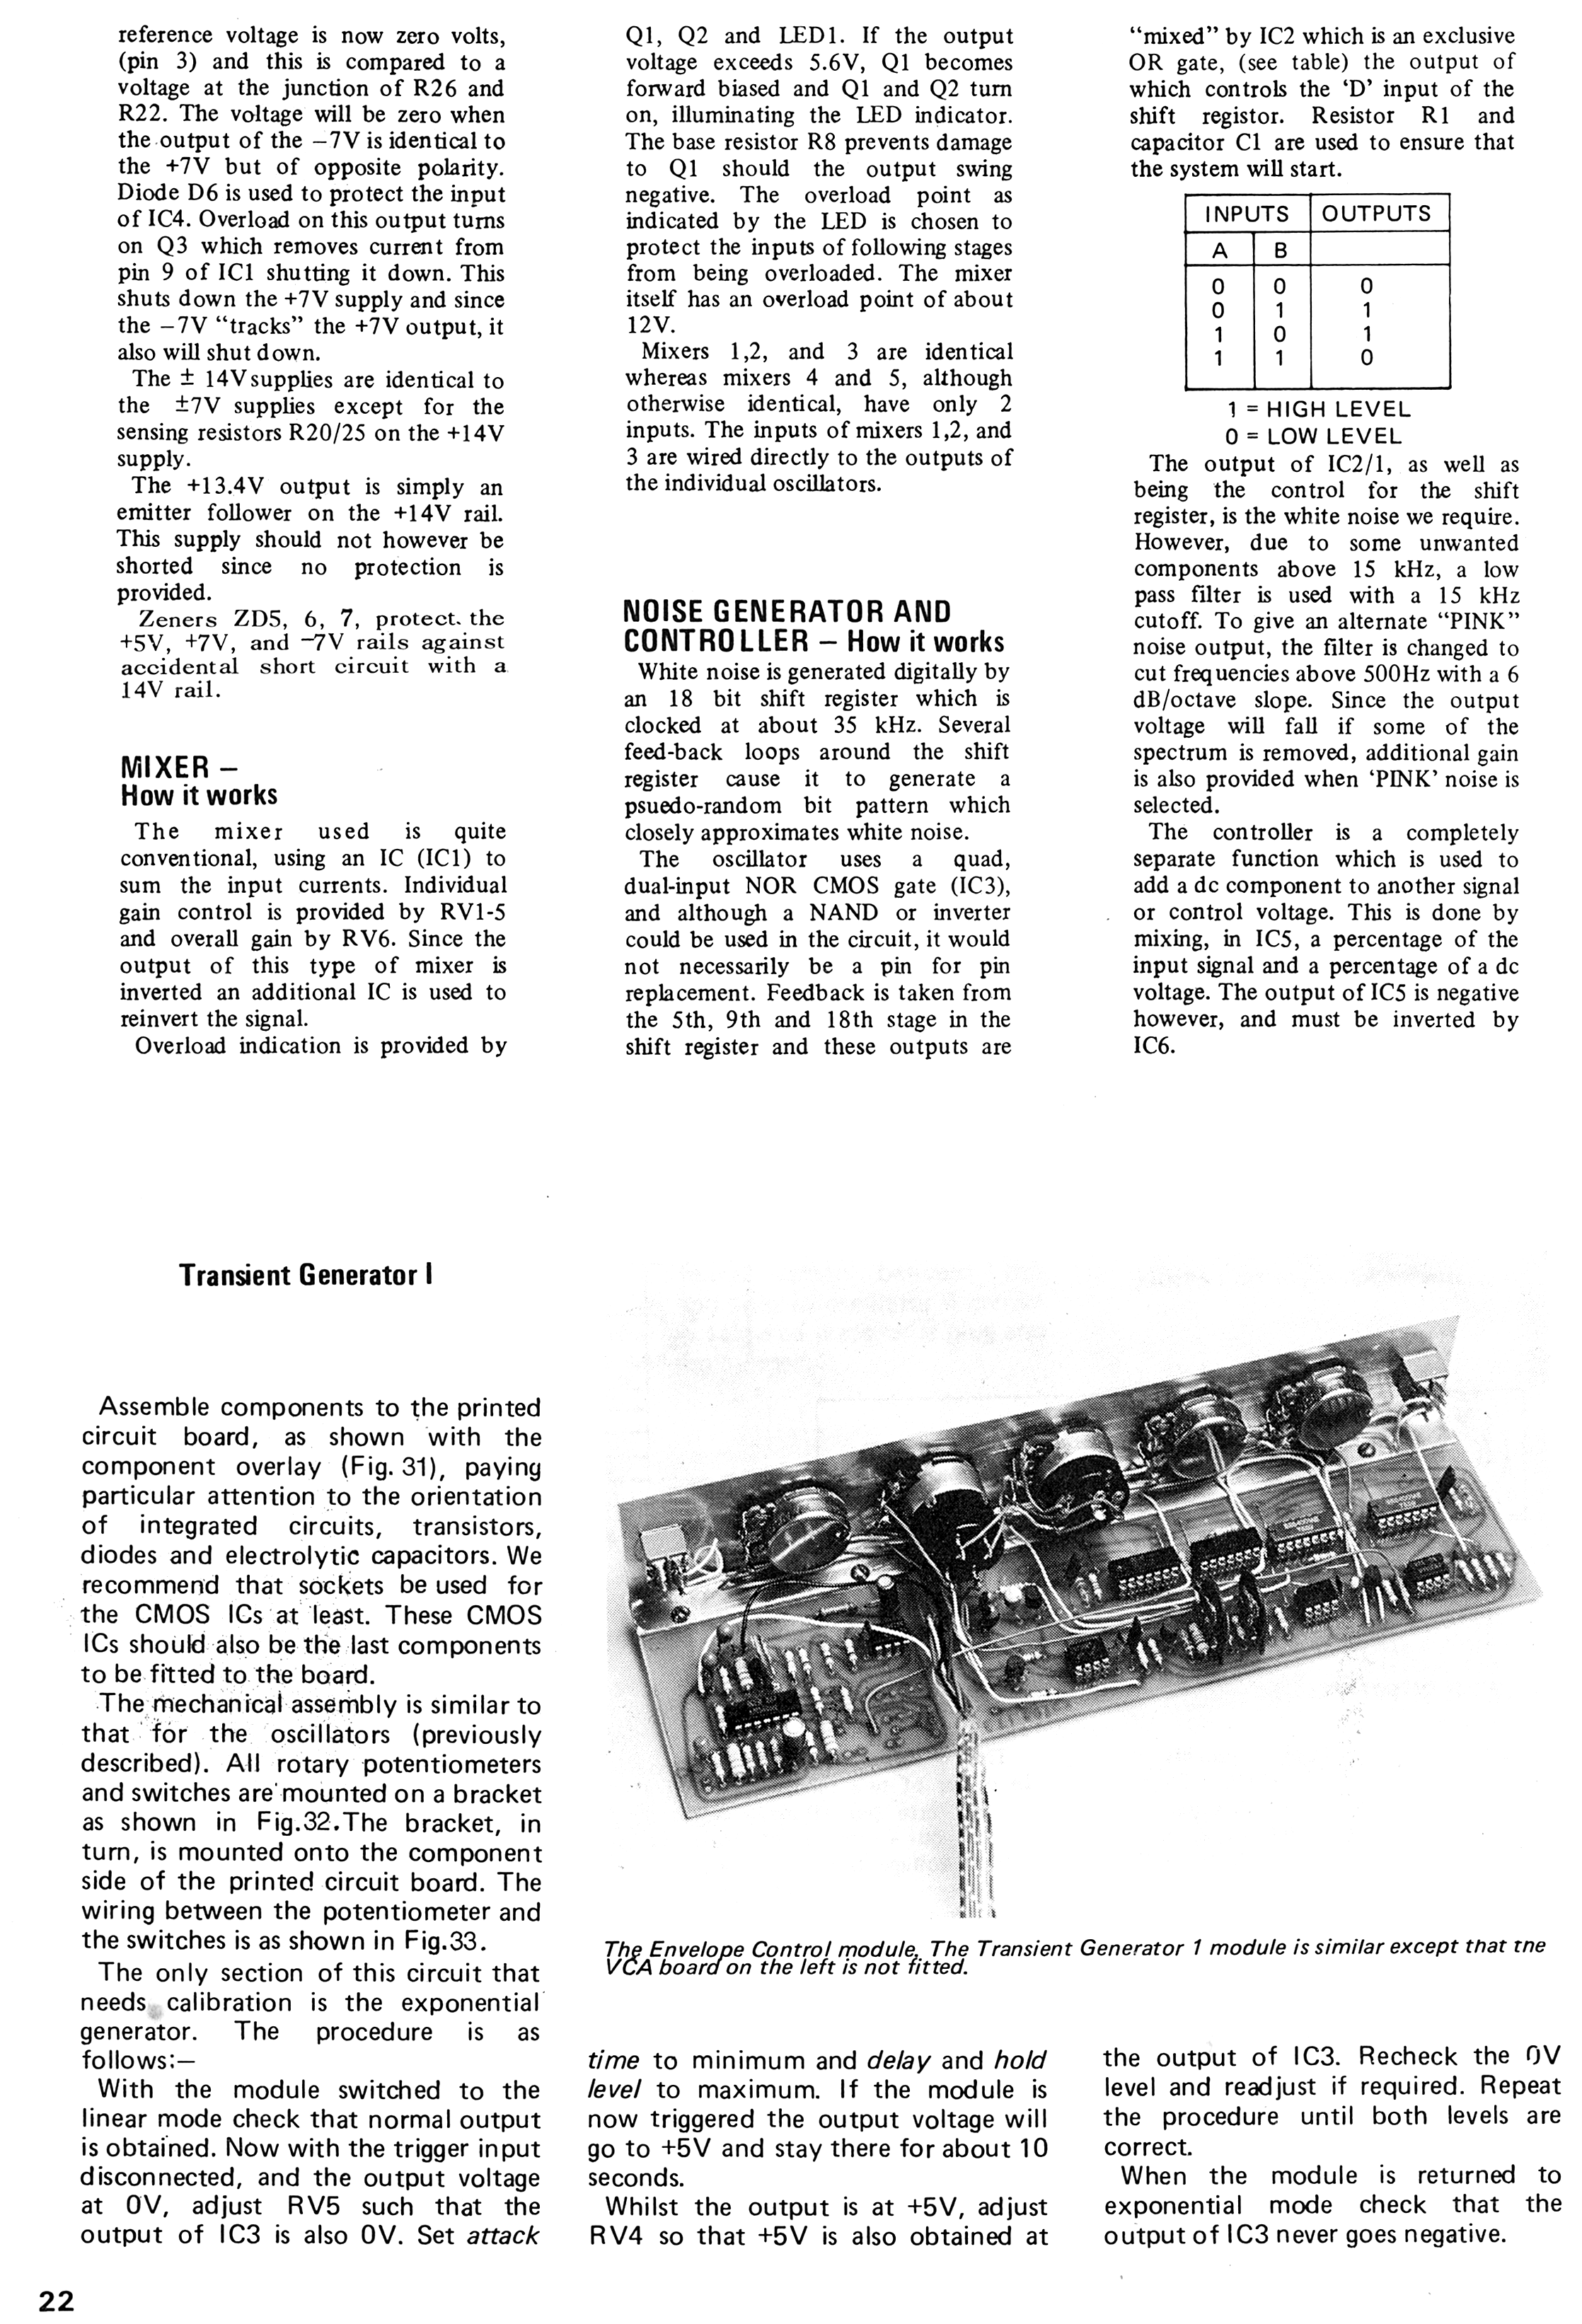 reference voltage is now zero volts,
(pin 3) and this is compared to a
voltage at the junction of R26 and
R22. The voltage will be zero when
the output of the −7V is identical to
the +7V but of opposite polarity.
Diode D6 is used to protect the input
of IC4. Overload on this output turns
on Q3 which removes current from
pin 9 of IC1 shutting it down. This
shuts down the +7V supply and since
the −7V “tracks” the +7V output, it
also will shut down.
The ± 14V supplies are identical to
the ±7V supplies except for the
sensing resistors R20/25 on the +14V
supply.
The +13.4V output is simply an
emitter follower on the +14V rail.
This supply should not however be
shorted since no protection is
provided.
Zeners ZD5, 6, 7, protect the
+5V, +7V, and −7V rails against
accidental short circuit with a
14V rail.
MIXER –
How it works
The mixer used is quite
conventional, using an IC (IC1) to
sum the input currents. Individual
gain control is provided by RV1-5
and overall gain by RV6. Since the
output of this type of mixer is
inverted an additional IC is used to
reinvert the signal.
Overload indication is provided by
Q1, Q2 and LED1. If the output
voltage exceeds 5.6V, Q1 becomes
forward biased and Q1 and Q2 turn
on, illuminating the LED indicator.
The base resistor R8 prevents damage
to Q1 should the output swing
negative. The overload point as
indicated by the LED is chosen to
protect the inputs of following stages
from being overloaded. The mixer
itself has an overload point of about
12V.
Mixers 1,2, and 3 are identical
whereas mixers 4 and 5, although
otherwise identical, have only 2
inputs. The inputs of mixers 1,2, and
3 are wired directly to the outputs of
the individual oscillators.
NOISE GENERATOR AND
CONTROLLER – How it works
White noise is generated digitally by
an 18 bit shift register which is
clocked at about 35 kHz. Several
feed-back loops around the shift
register cause it to generate a
psuedo-random bit pattern which
closely approximates white noise.
The oscillator uses a quad,
dual-input NOR CMOS gate (IC3),
and although a NAND or inverter
could be used in the circuit, it would
not necessarily be a pin for pin
replacement. Feedback is taken from
the 5th, 9th and 18th stage in the
shift register and these outputs are
“mixed” by IC2 which is an exclusive
OR gate, (see table) the output of
which controls the ‘D’ input of the
shift registor. Resistor R1 and
capacitor C1 are used to ensure that
the system will start.
INPUTS OUTPUTS
A B
0 0 0
0 1 1
1 0 1
1 1 0
1 = HIGH LEVEL
0 = LOW LEVEL
The output of IC2/1, as well as
being the control for the shift
register, is the white noise we require.
However, due to some unwanted
components above 15 kHz, a low
pass filter is used with a 15 kHz
cutoff. To give an alternate “PINK”
noise output, the filter is changed to
cut frequencies above 500Hz with a 6
dB/octave slope. Since the output
voltage will fall if some of the
spectrum is removed, additional gain
is also provided when ‘PINK’ noise is
selected.
The controller is a completely
separate function which is used to
add a dc component to another signal
or control voltage. This is done by
mixing, in IC5, a percentage of the
input signal and a percentage of a dc
voltage. The output of IC5 is negative
however, and must be inverted by
IC6.
Transient Generator I
Assemble components to the printed
circuit board, as shown with the
component overlay (Fig. 31), paying
particular attention to the orientation
of integrated circuits, transistors,
diodes and electrolytic capacitors. We
recommend that sockets be used for
the CMOS ICs at least. These CMOS
ICs should also be the last components
to be fitted to the board.
The mechanical assembly is similar to
that for the oscillators (previously
described). All rotary potentiometers
and switches are mounted on a bracket
as shown in Fig.32.The bracket, in
turn, is mounted onto the component
side of the printed circuit board. The
wiring between the potentiometer and
the switches is as shown in Fig.33.
The only section of this circuit that
needs calibration is the exponential
generator. The procedure is as
follows:—
With the module switched to the
linear mode check that normal output
is obtained. Now with the trigger input
disconnected, and the output voltage
at 0V, adjust RV5 such that the
output of IC3 is also 0V. Set attack
The Envelope Control module. The Transient Generator 1 module is similar except that the
VCA board on the left is not fitted.
time to minimum and delay and hold
level to maximum. If the module is
now triggered the output voltage will
go to +5V and stay there for about 10
seconds.
Whilst the output is at +5V, adjust
RV4 so that +5V is also obtained at
the output of IC3. Recheck the 0V
level and readjust if required. Repeat
the procedure until both levels are
correct.
When the module is returned to
exponential mode check that the
output of IC3 never goes negative.
22